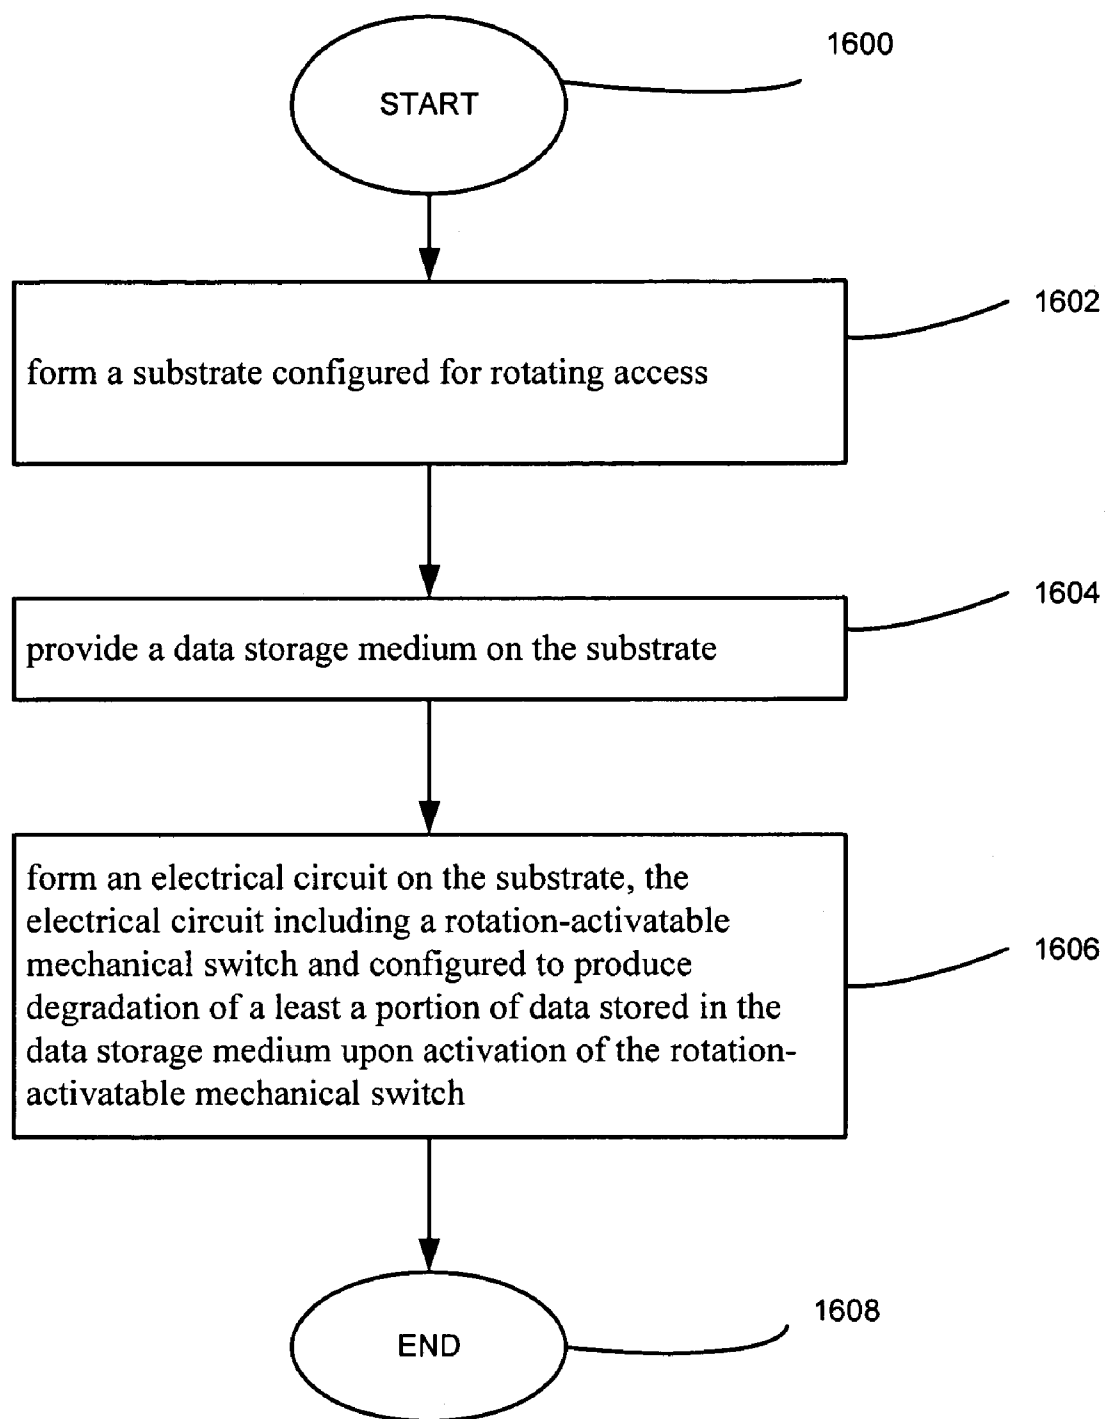 START
1600
form a substrate configured for rotating access
1602
provide a data storage medium on the substrate
1604
form an electrical circuit on the substrate, the
electrical circuit including a rotation-activatable
mechanical switch and configured to produce
degradation of a least a portion of data stored in the
data storage medium upon activation of the rotation-
activatable mechanical switch
1606
END
1608